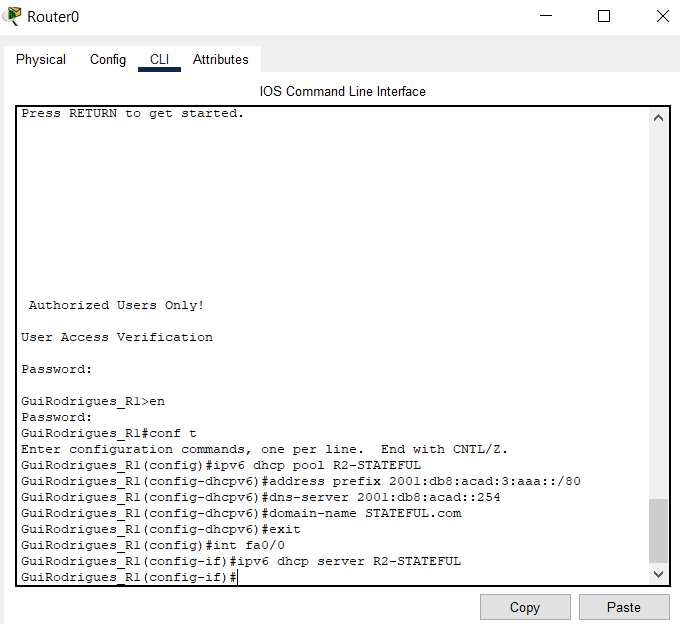 Router0
Physical Config CLI Attributes
IOS Command Line Interface
Press RETURN to get started.
Authorized Users Only!
User Access Verification
Password:
GuiRodrigues_R1>en
Password:
GuiRodrigues_R1#conf t
Enter configuration commands, one per line.  End with CNTL/Z.
GuiRodrigues_R1(config)#ipv6 dhcp pool R2-STATEFUL
GuiRodrigues_R1(config-dhcpv6)#address prefix 2001:db8:acad:3:aaa::/80
GuiRodrigues_R1(config-dhcpv6)#dns-server 2001:db8:acad::254
GuiRodrigues_R1(config-dhcpv6)#domain-name STATEFUL.com
GuiRodrigues_R1(config-dhcpv6)#exit
GuiRodrigues_R1(config)#int fa0/0
GuiRodrigues_R1(config-if)#ipv6 dhcp server R2-STATEFUL
GuiRodrigues_R1(config-if)#
Copy Paste